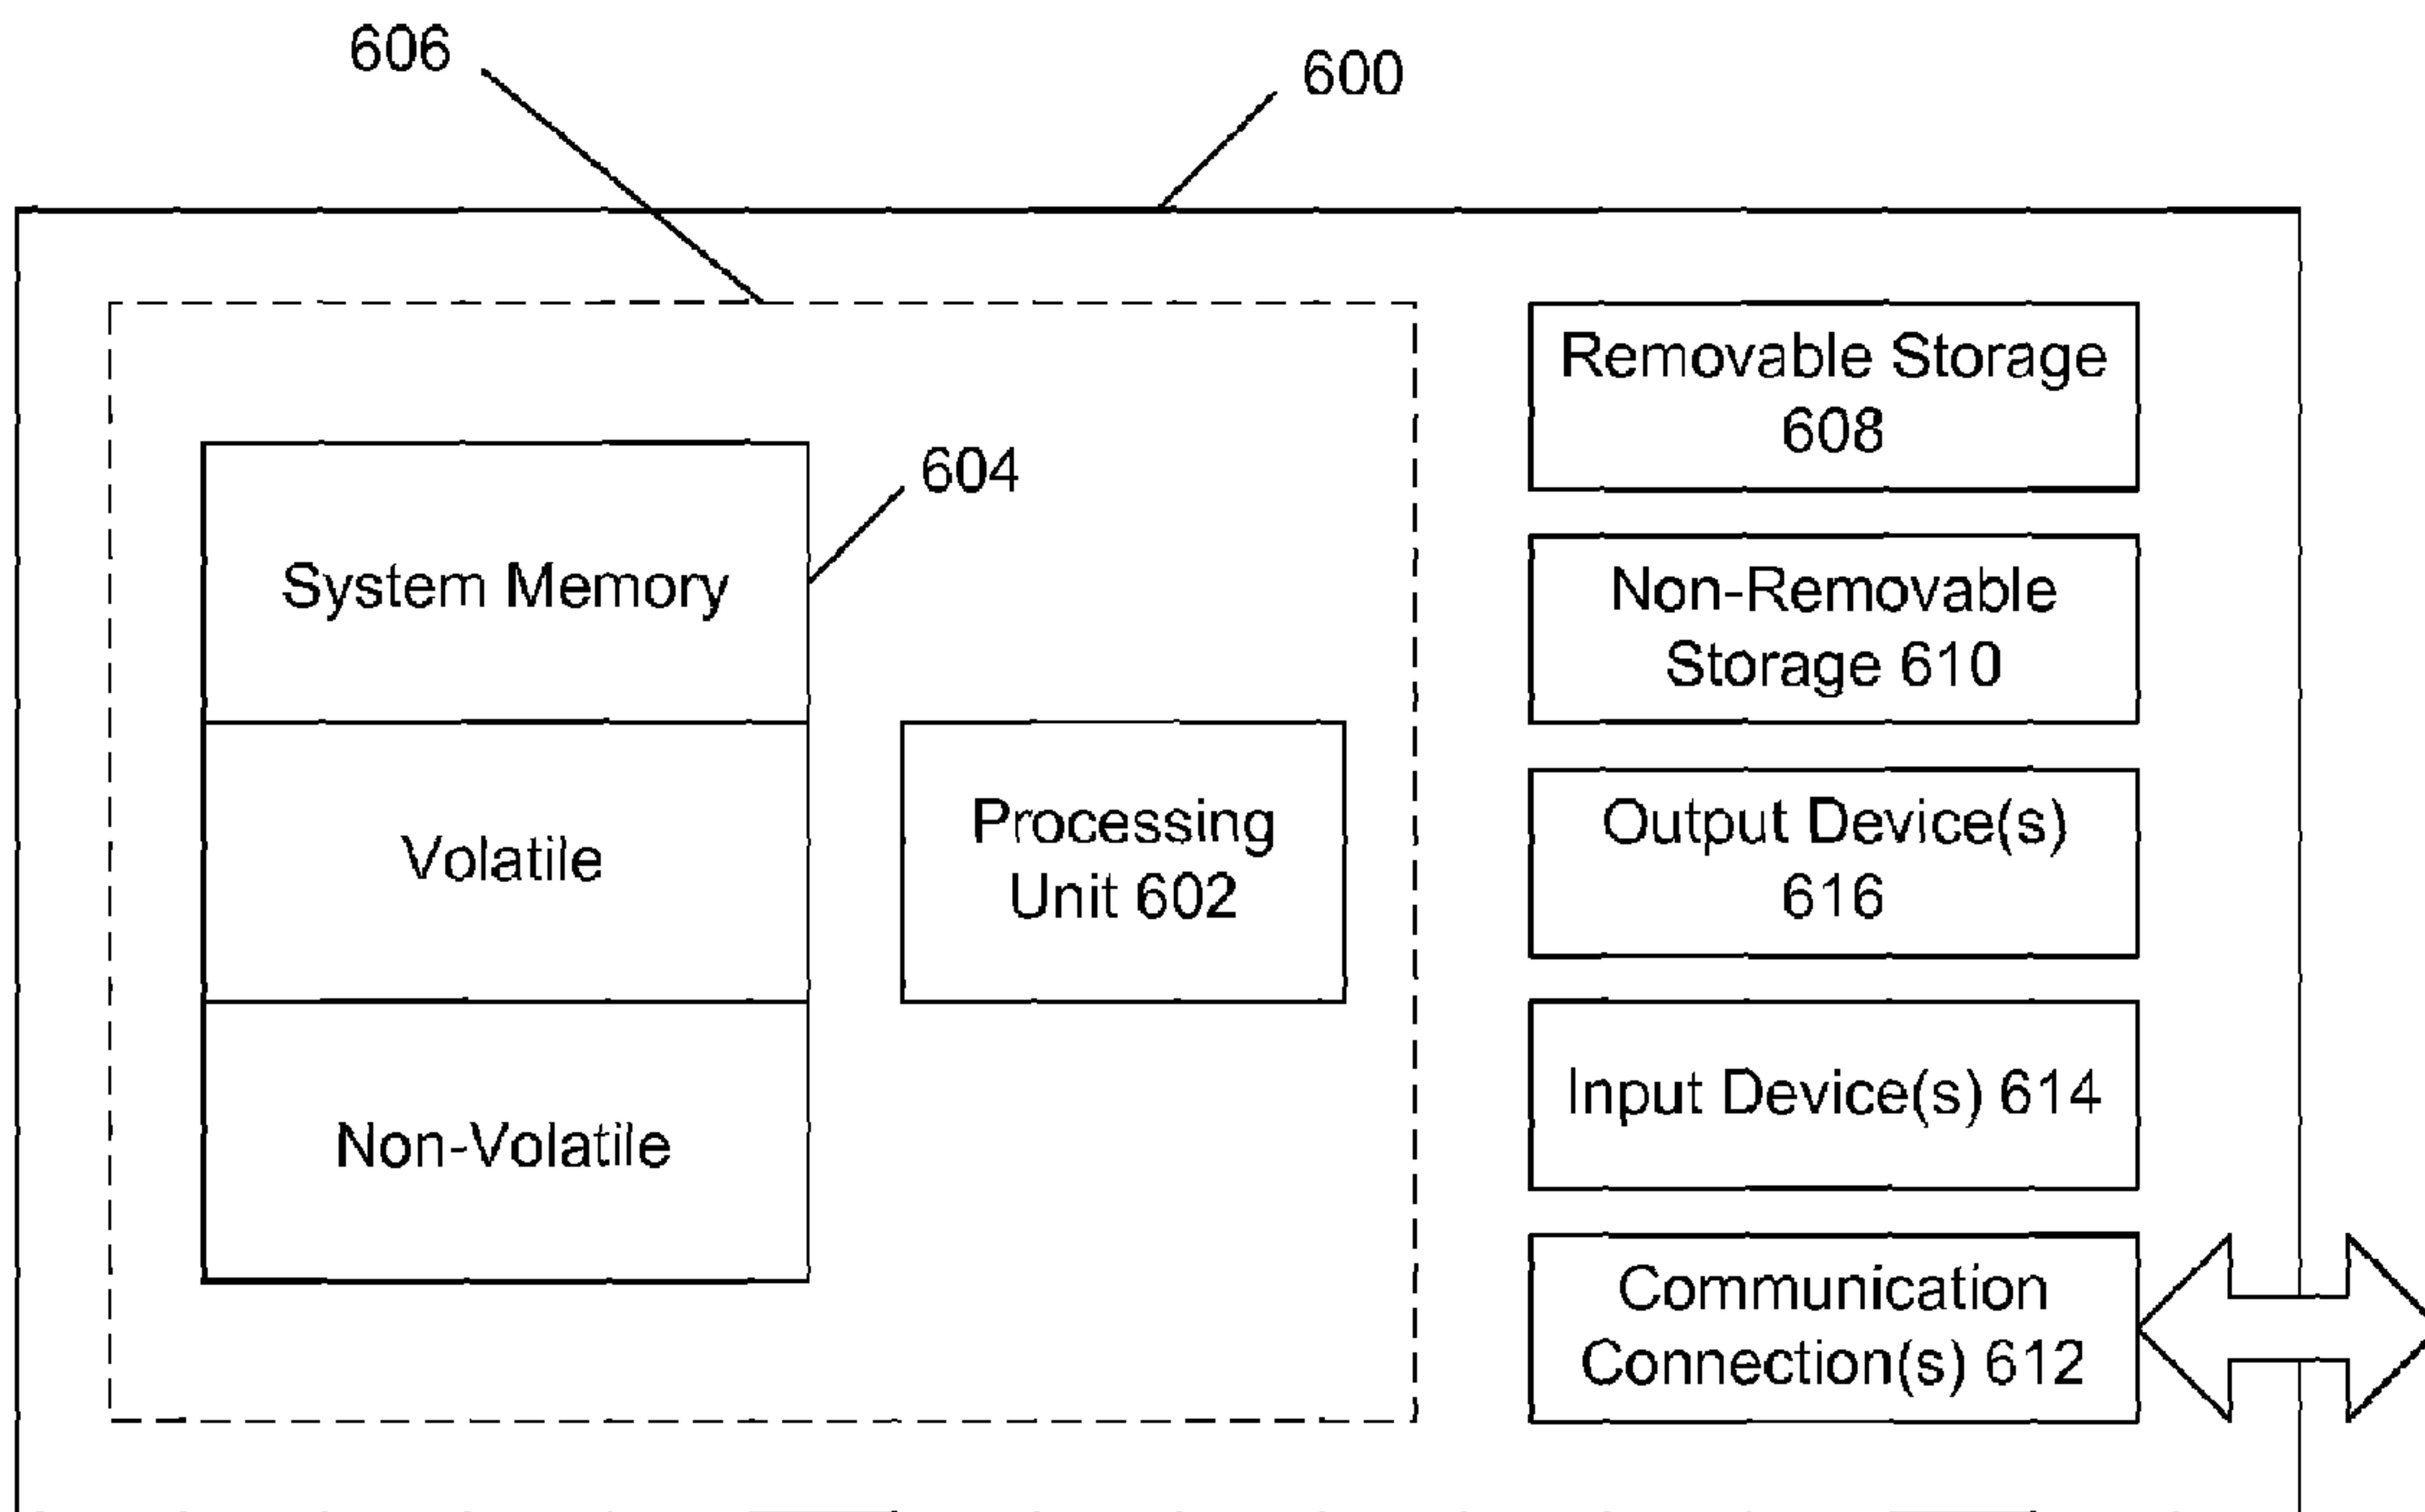 606
600
604
System Memory
Volatile
Non-Volatile
Processing
Unit 602
Removable Storage
608
Non-Removable
Storage 610
Output Device(s)
616
Input Device(s) 614
Communication
Connection(s) 612